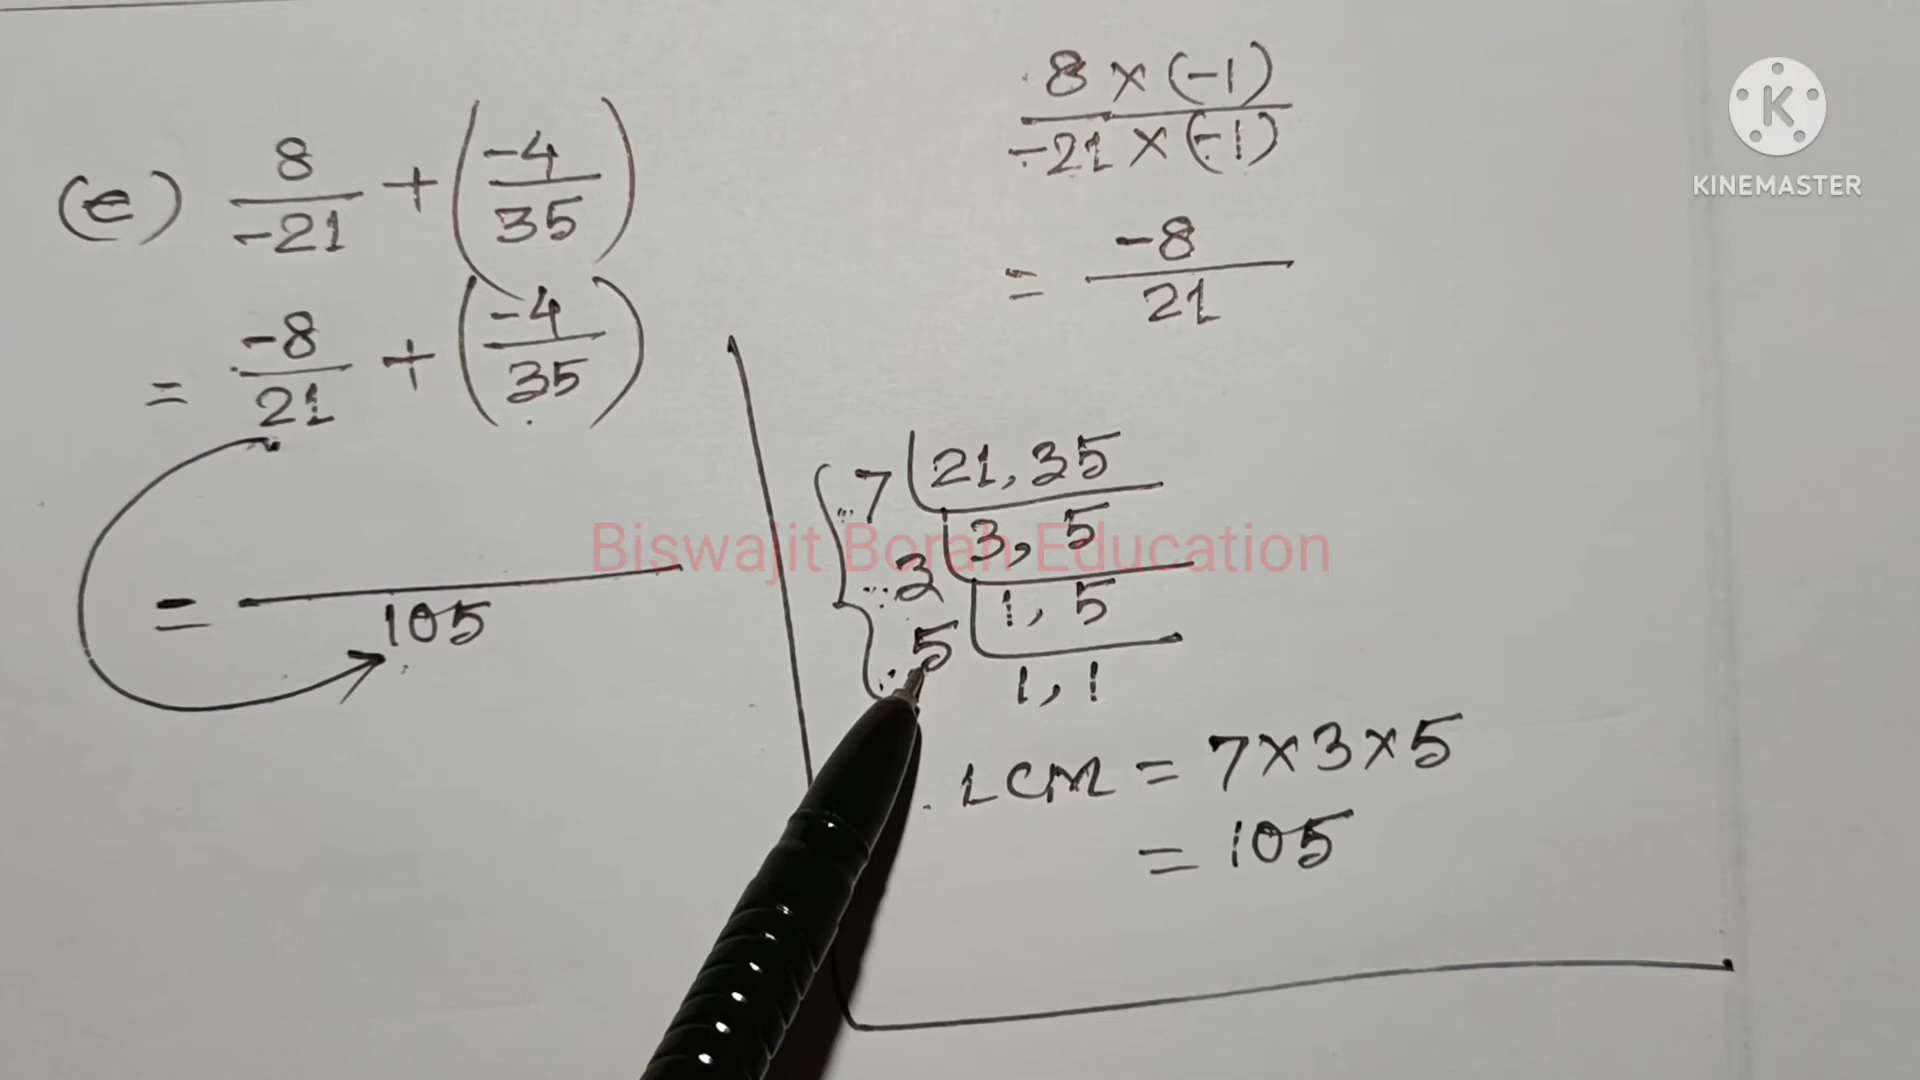 (e) 8/-21 + (-4/35)
= -8/21 + (-4/35)
= /105
8 × (-1)/-21 × (-1)
= -8/21
7 | 21, 35
3 | 3, 5
5 | 1, 5
1, 1
LCM = 7×3×5
= 105
Biswajit Borah Education
K
KINEMASTER